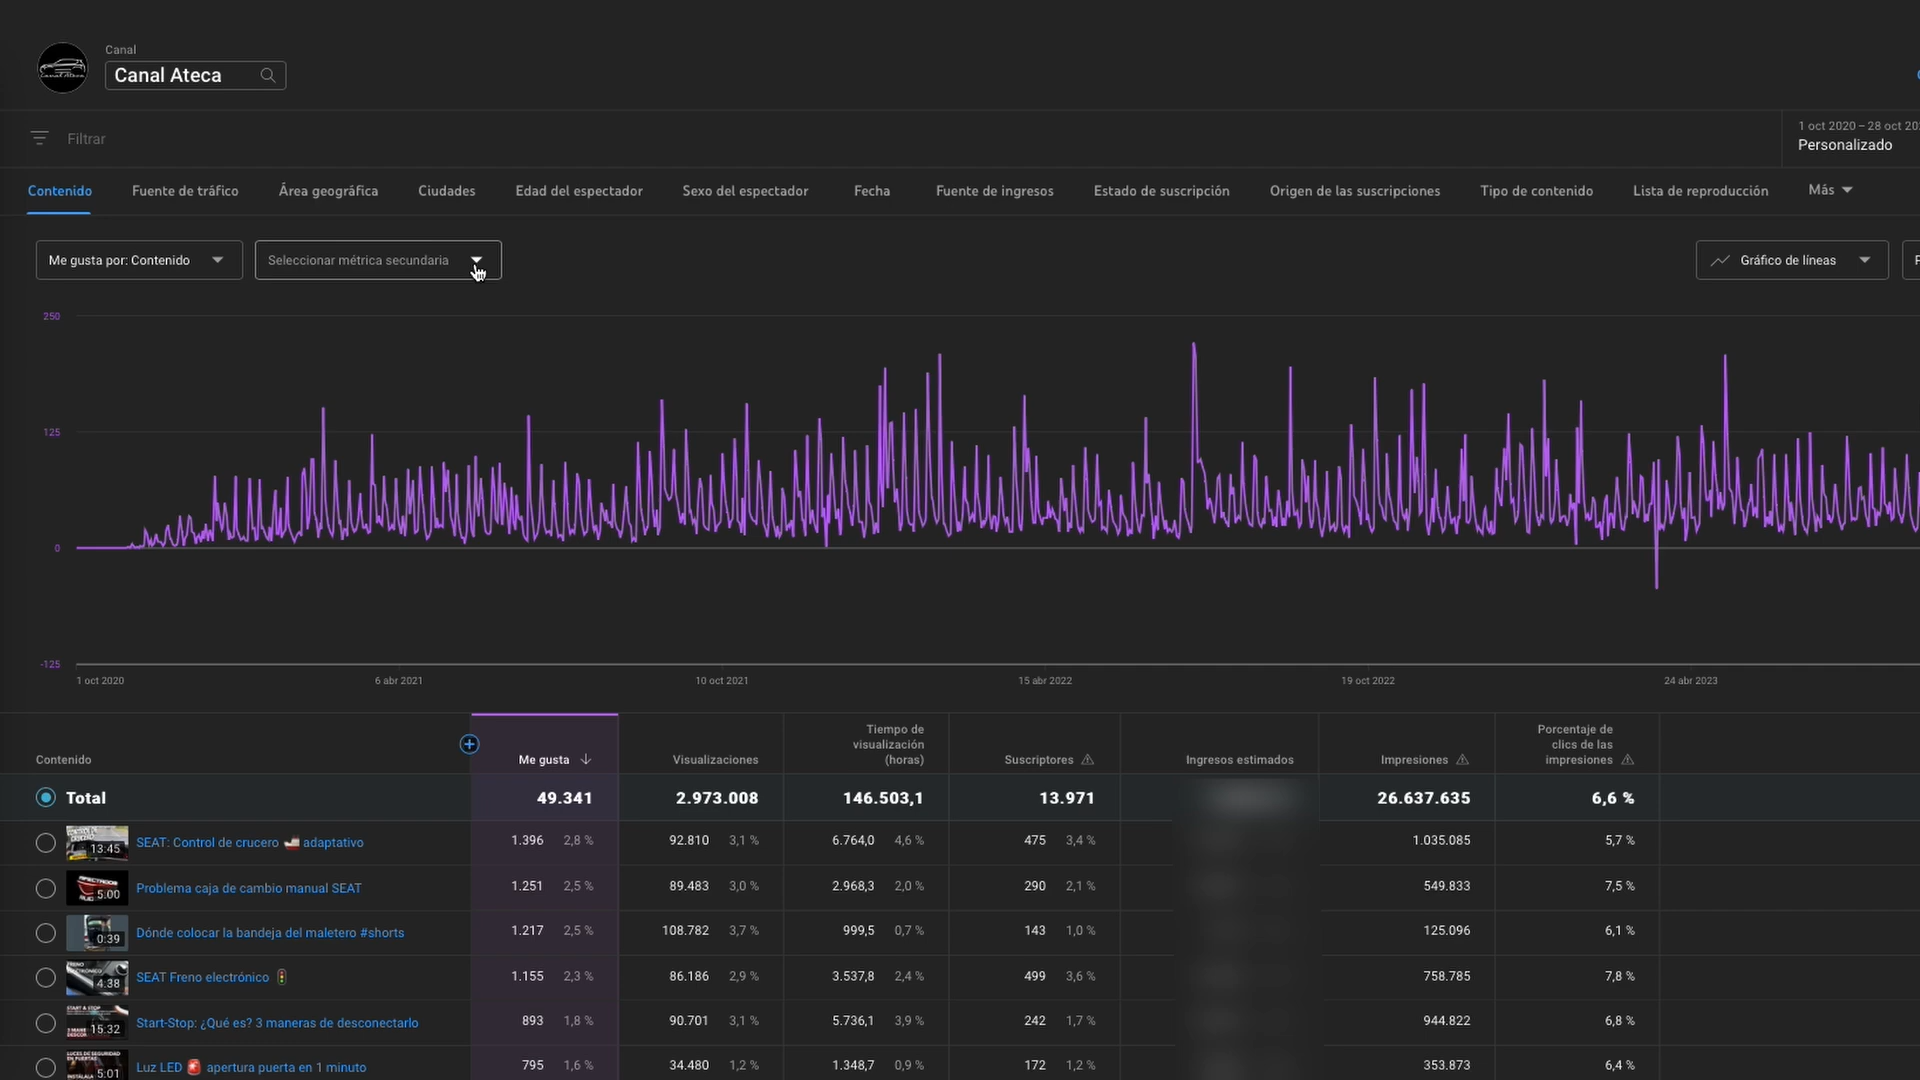 Canal
Canal Ateca
Filtrar
1 oct 2020 – 28 oct 20
Personalizado
Contenido Fuente de tráfico Área geográfica Ciudades Edad del espectador Sexo del espectador Fecha Fuente de ingresos Estado de suscripción Origen de las suscripciones Tipo de contenido Lista de reproducción Más
Me gusta por: Contenido Seleccionar métrica secundaria Gráfico de líneas
250
125
0
-125
1 oct 2020 6 abr 2021 10 oct 2021 15 abr 2022 19 oct 2022 24 abr 2023
Contenido Me gusta Visualizaciones Tiempo de visualización (horas) Suscriptores Ingresos estimados Impresiones Porcentaje de clics de las impresiones
Total 49.341 2.973.008 146.503,1 13.971 26.637.635 6,6 %
13:45 SEAT: Control de crucero 🛥️ adaptativo 1.396 2,8 % 92.810 3,1 % 6.764,0 4,6 % 475 3,4 % 1.035.085 5,7 %
5:00 Problema caja de cambio manual SEAT 1.251 2,5 % 89.483 3,0 % 2.968,3 2,0 % 290 2,1 % 549.833 7,5 %
0:39 Dónde colocar la bandeja del maletero #shorts 1.217 2,5 % 108.782 3,7 % 999,5 0,7 % 143 1,0 % 125.096 6,1 %
4:38 SEAT Freno electrónico 🚦 1.155 2,3 % 86.186 2,9 % 3.537,8 2,4 % 499 3,6 % 758.785 7,8 %
15:32 Start-Stop: ¿Qué es? 3 maneras de desconectarlo 893 1,8 % 90.701 3,1 % 5.736,1 3,9 % 242 1,7 % 944.822 6,8 %
5:01 Luz LED 🚨 apertura puerta en 1 minuto 795 1,6 % 34.480 1,2 % 1.348,7 0,9 % 172 1,2 % 353.873 6,4 %